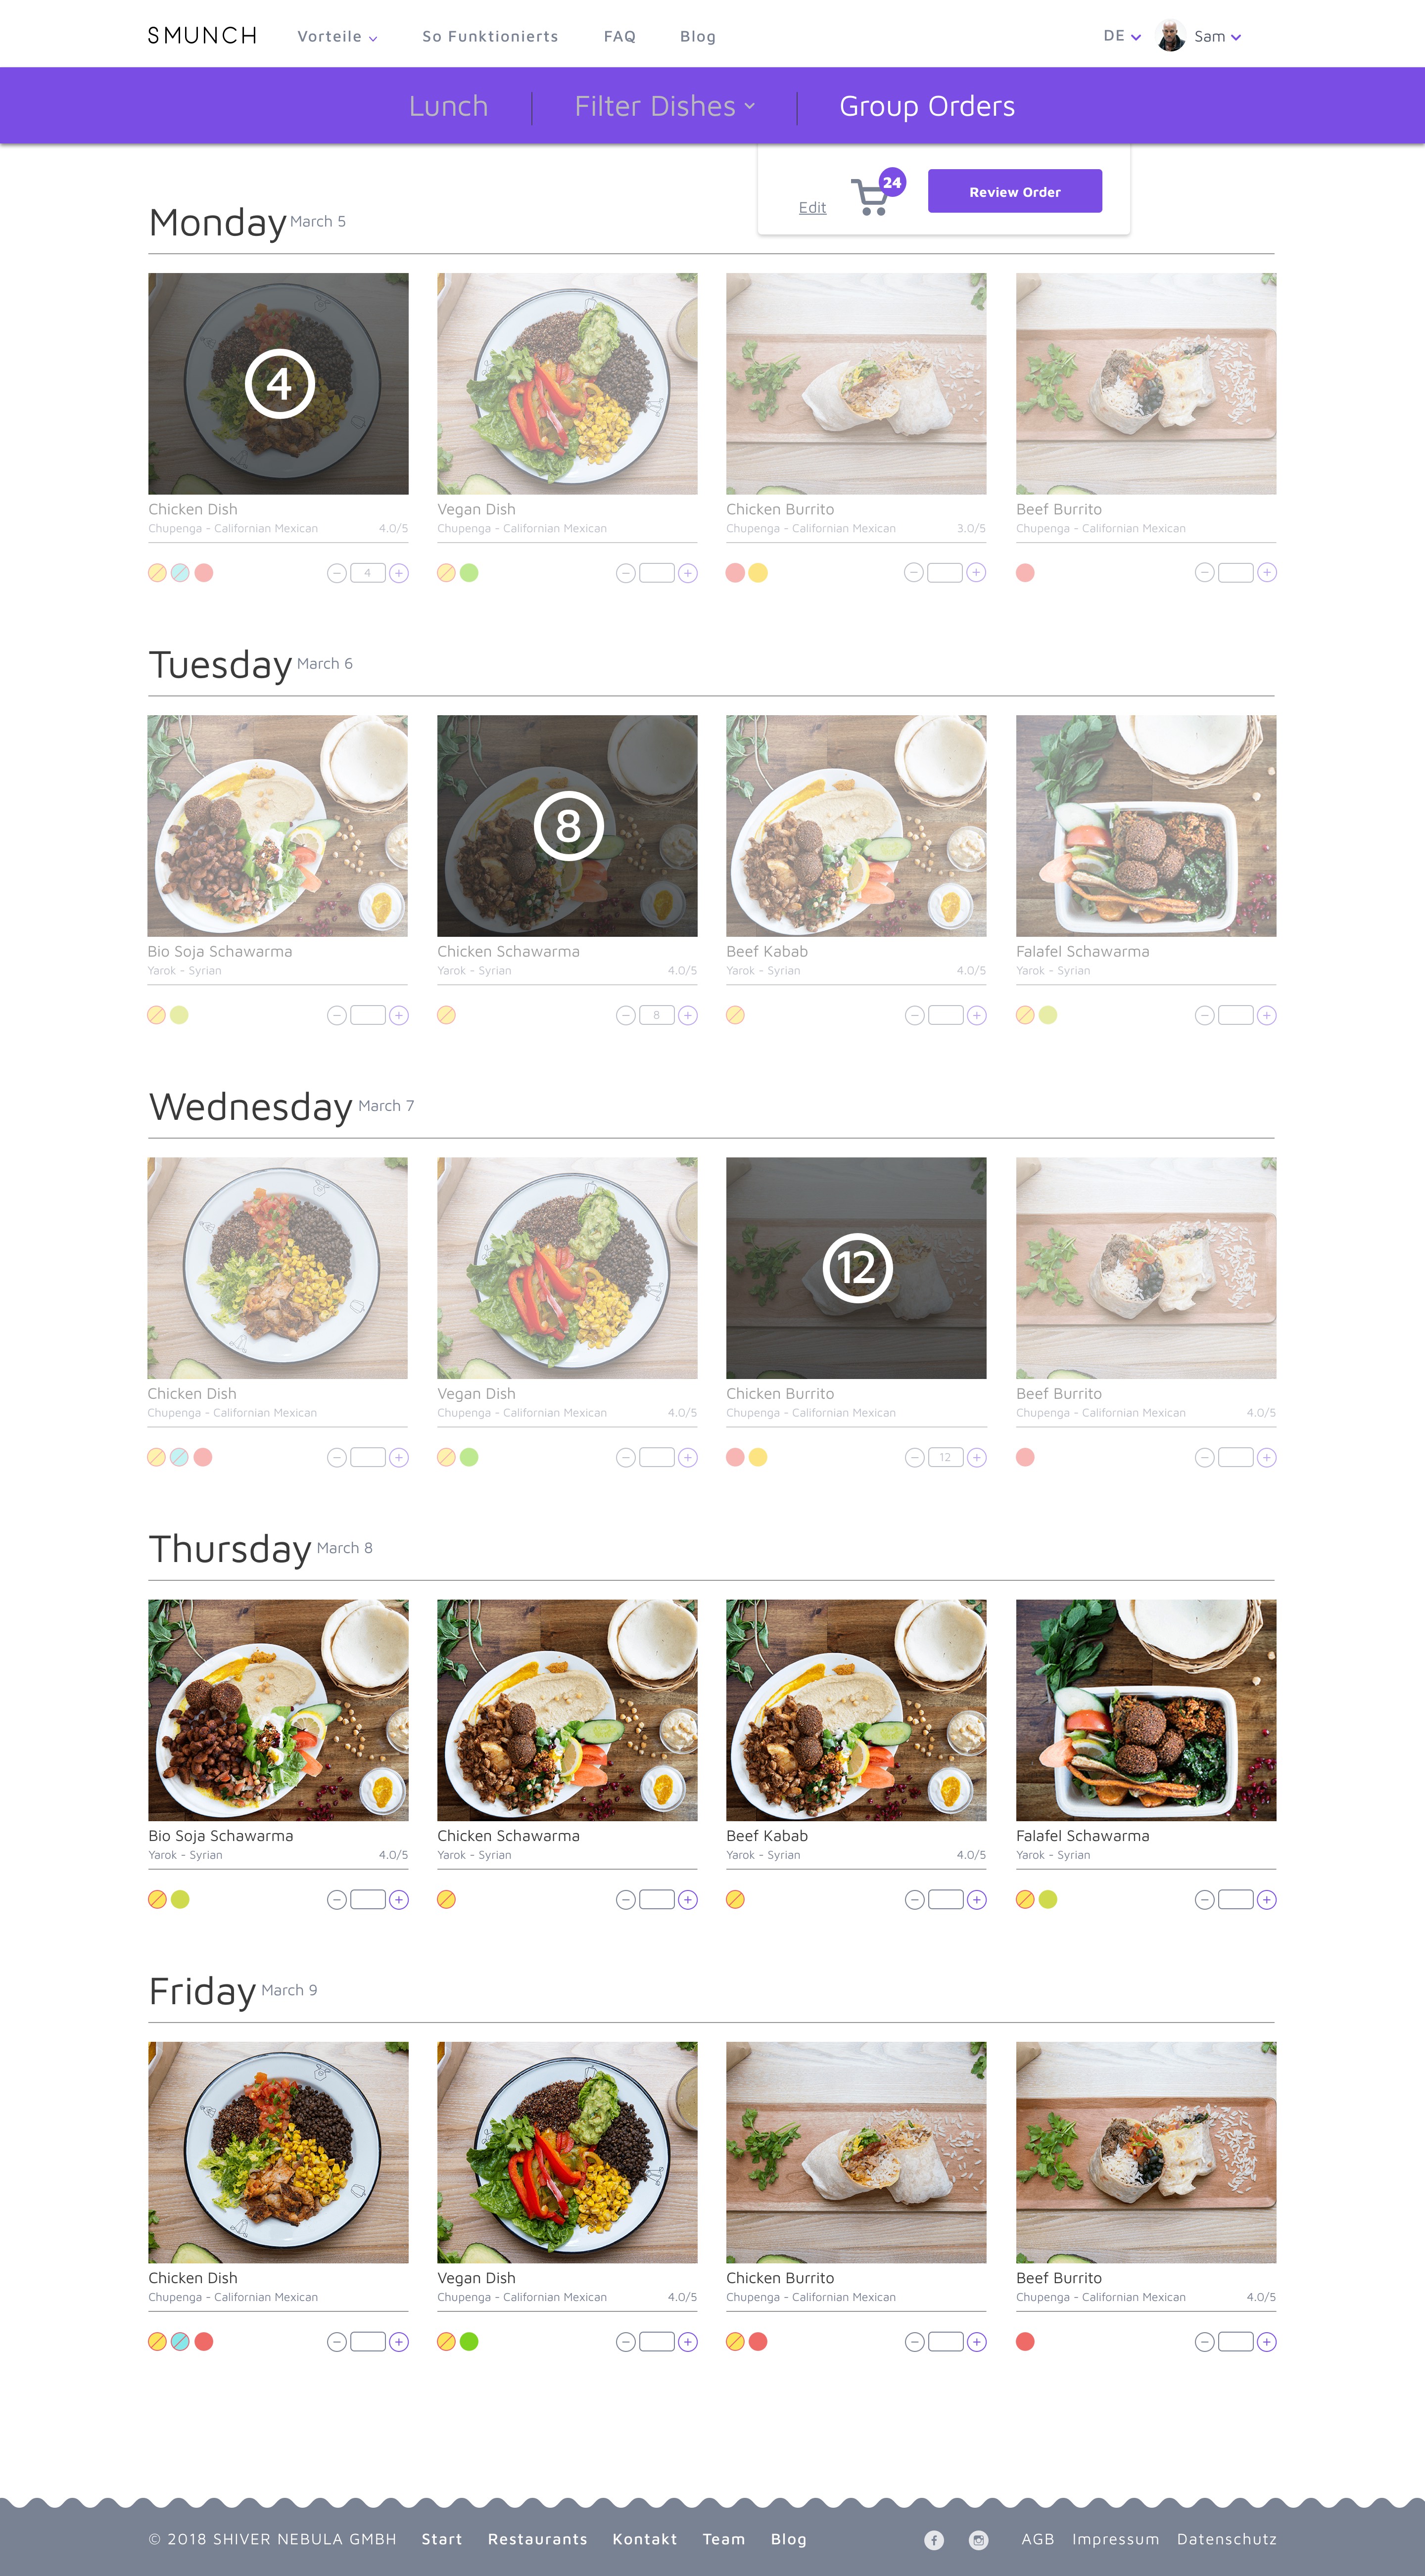 SMUNCH Vorteile So Funktionierts FAQ Blog DE Sam
Lunch Filter Dishes Group Orders
24
Edit Review Order
Monday March 5
4
Chicken Dish Vegan Dish Chicken Burrito Beef Burrito
Chupenga - Californian Mexican 4.0/5 Chupenga - Californian Mexican Chupenga - Californian Mexican 3.0/5 Chupenga - Californian Mexican
4
Tuesday March 6
8
Bio Soja Schawarma Chicken Schawarma Beef Kabab Falafel Schawarma
Yarok - Syrian Yarok - Syrian 4.0/5 Yarok - Syrian 4.0/5 Yarok - Syrian
8
Wednesday March 7
12
Chicken Dish Vegan Dish Chicken Burrito Beef Burrito
Chupenga - Californian Mexican Chupenga - Californian Mexican 4.0/5 Chupenga - Californian Mexican Chupenga - Californian Mexican 4.0/5
12
Thursday March 8
Bio Soja Schawarma Chicken Schawarma Beef Kabab Falafel Schawarma
Yarok - Syrian 4.0/5 Yarok - Syrian Yarok - Syrian 4.0/5 Yarok - Syrian
Friday March 9
Chicken Dish Vegan Dish Chicken Burrito Beef Burrito
Chupenga - Californian Mexican Chupenga - Californian Mexican 4.0/5 Chupenga - Californian Mexican Chupenga - Californian Mexican 4.0/5
© 2018 SHIVER NEBULA GMBH Start Restaurants Kontakt Team Blog AGB Impressum Datenschutz